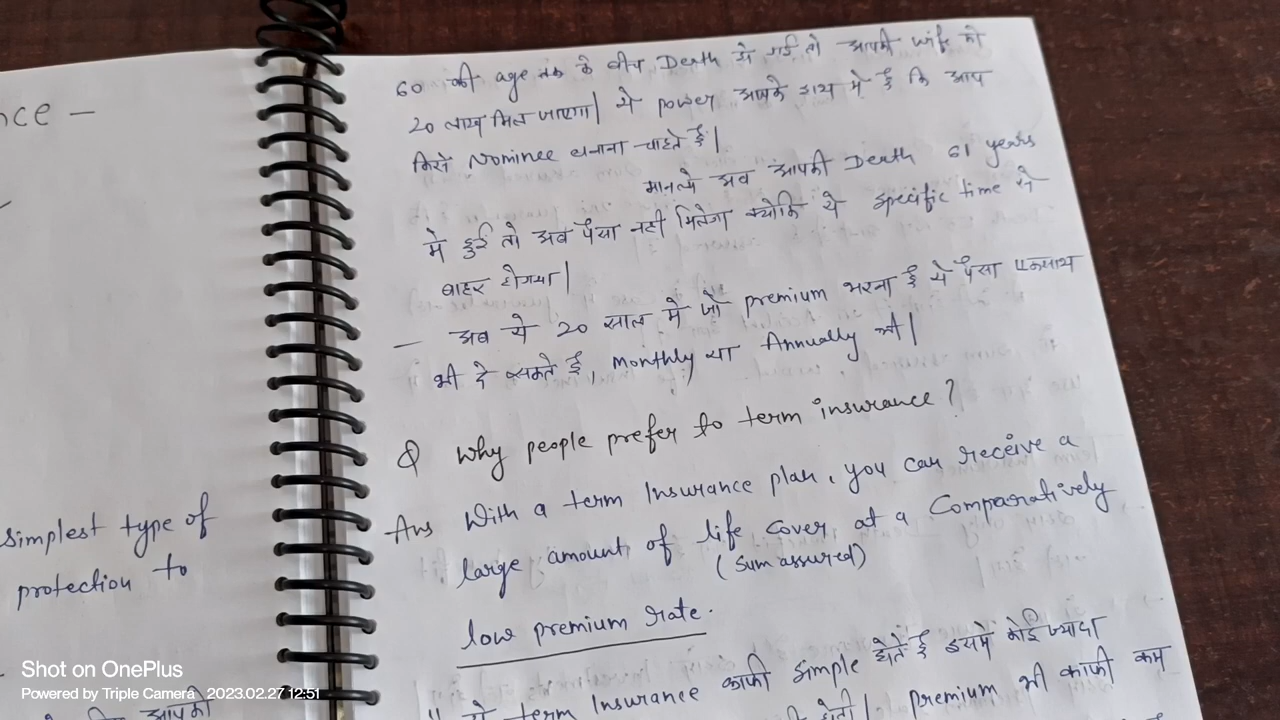 nce –
simplest type of
protection to
आपकी
60 की age तक के बीच Death हो गई तो आपकी wife को
20 लाख मिल जाएगा| ये power आपके हाथ में है कि आप
किसे Nominee बनाना चाहते हैं|
मानलो अब आपकी Death 61 years
मे हुई तो अब पैसा नही मिलेगा क्योकि ये specific time से
बाहर होगया|
– अब ये 20 साल मे जो premium भरना है ये पैसा एकसाथ
भी दे सकते है, monthly या Annually भी|
Q Why people prefer to term insurance?
Ans With a term Insurance plan, you can receive a
large amount of life cover at a Comparatively
(Sum assured)
low premium rate.
" ये term Insurance काफी simple होते है इसमे कोई ज्यादा
होती| premium भी काफी कम
Shot on OnePlus
Powered by Triple Camera 2023.02.27 12:51